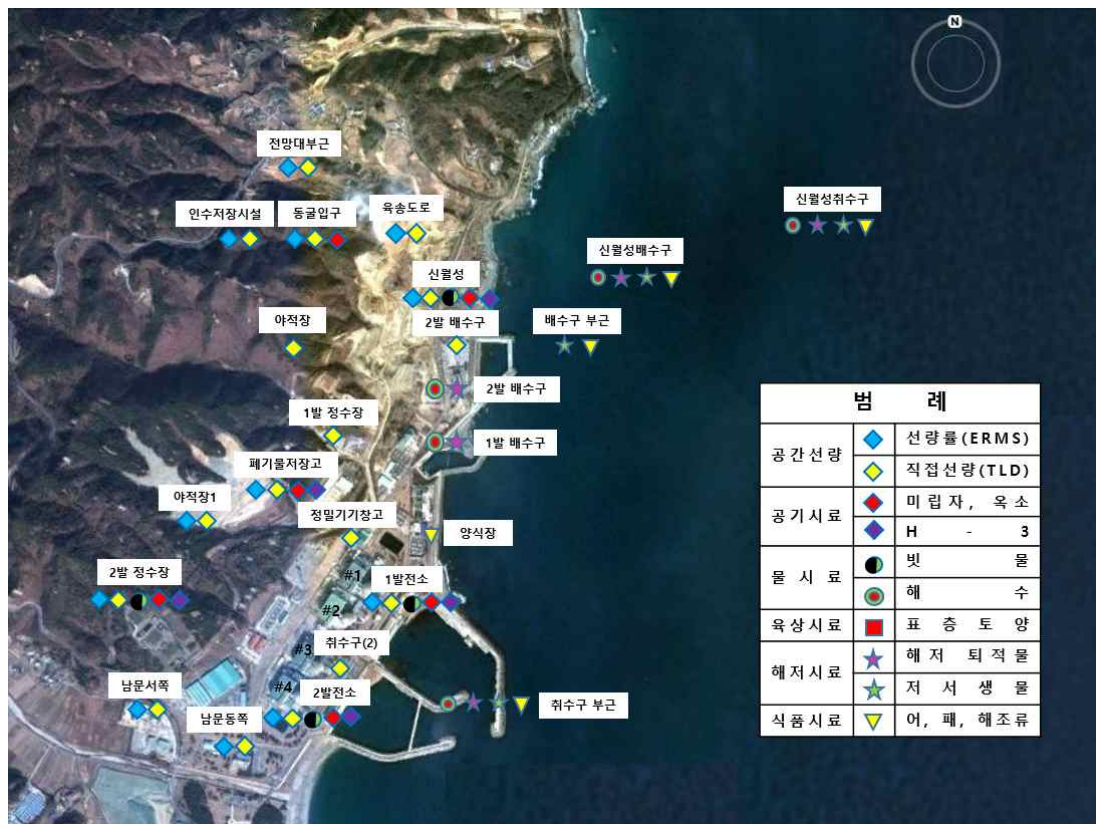 N
전망대부근
신월성취수구
인수저장시설
동굴입구
육송도로
신월성배수구
신월성
야적장
2발 배수구
배수구 부근
2발 배수구
1발 정수장
1발 배수구
폐기물저장고
야적장1
정밀기기창고
양식장
#1
2발 정수장
1발전소
#2
#3
취수구(2)
#4
남문서쪽
2발전소
남문동쪽
취수구 부근
범 례
공간선량
선량률(ERMS)
직접선량(TLD)
공기시료
미립자, 옥소
H - 3
물 시료
빗 물
해 수
육상시료
표 층 토 양
해저시료
해 저 퇴 적 물
저 서 생 물
식품시료
어, 패, 해조류